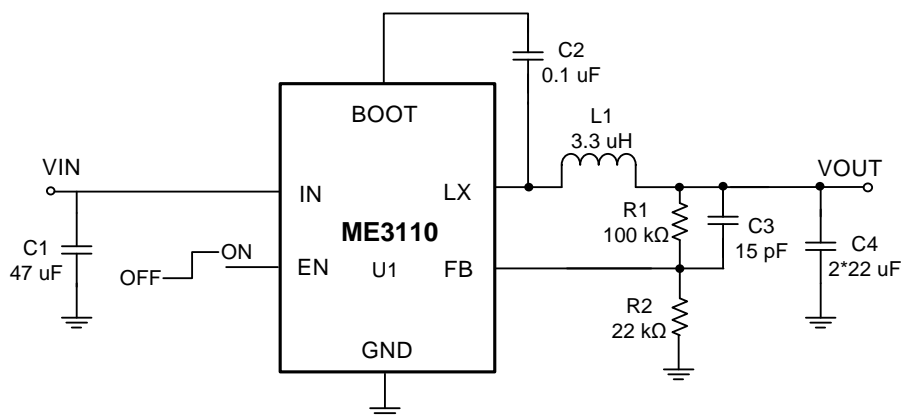 C2
0.1 uF
BOOT
L1
3.3 uH
VIN
VOUT
IN
LX
R1
100 kΩ
C3
15 pF
ME3110
C1
47 uF
ON
OFF
EN
U1
FB
C4
2*22 uF
R2
22 kΩ
GND